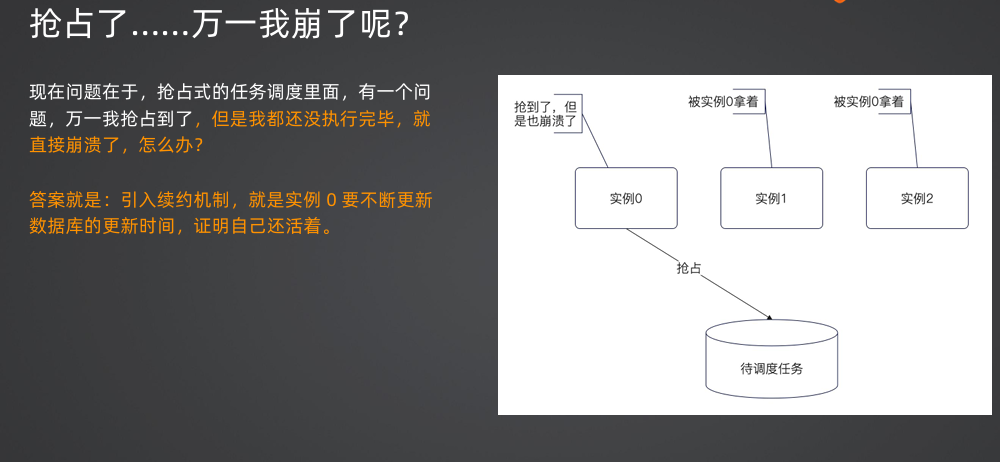 抢占了……万一我崩了呢？
现在问题在于，抢占式的任务调度里面，有一个问
题，万一我抢占到了，但是我都还没执行完毕，就
直接崩溃了，怎么办？
答案就是：引入续约机制，就是实例 0 要不断更新
数据库的更新时间，证明自己还活着。
抢到了，但
是也崩溃了
被实例0拿着
被实例0拿着
实例0
实例1
实例2
抢占
待调度任务